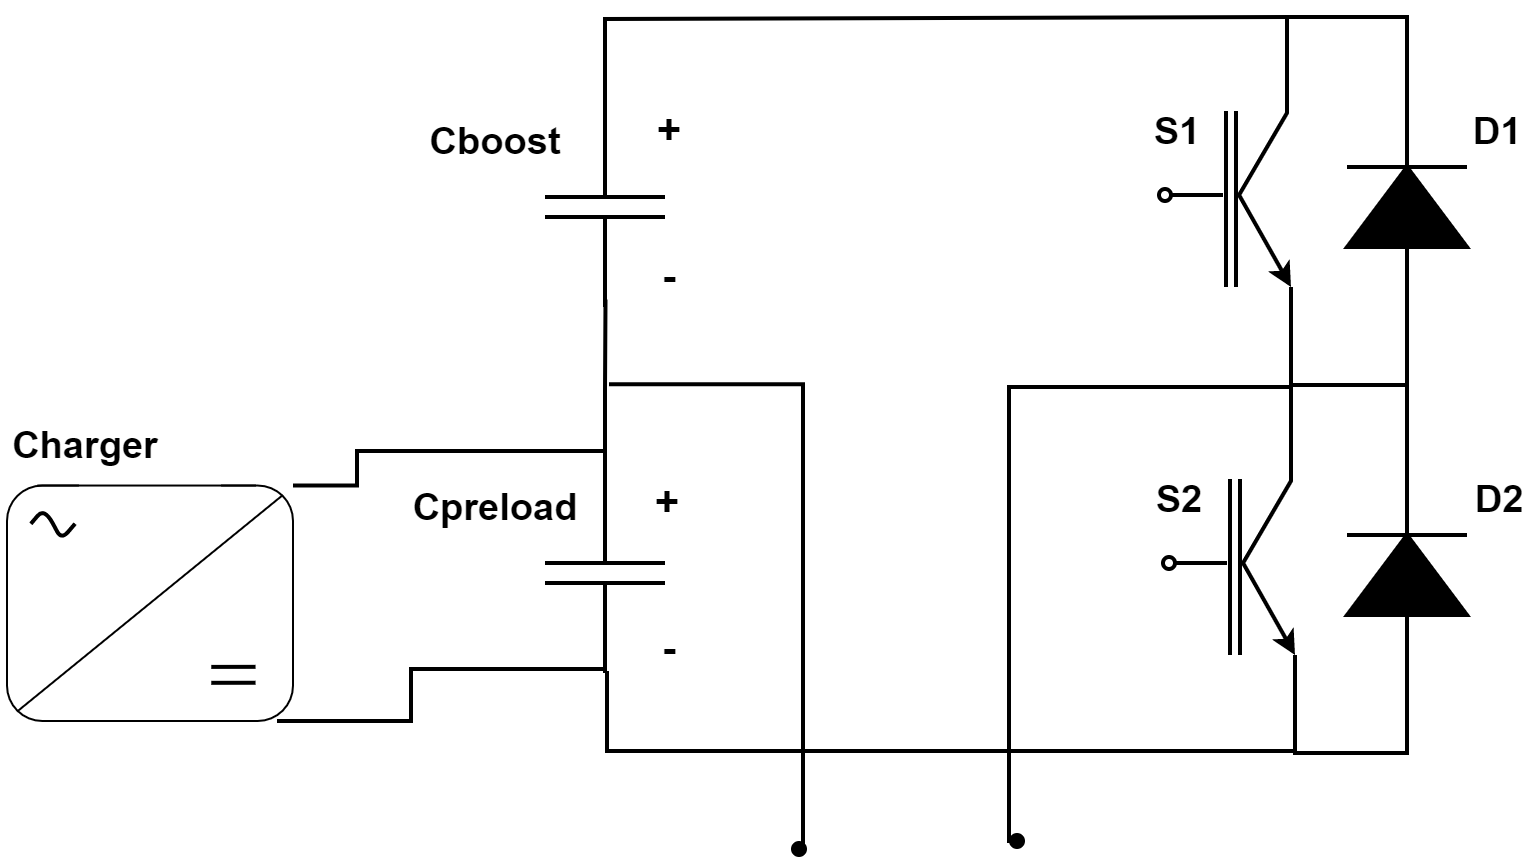 S1
D1
Cboost
+
-
Charger
Cpreload
+
S2
D2
-